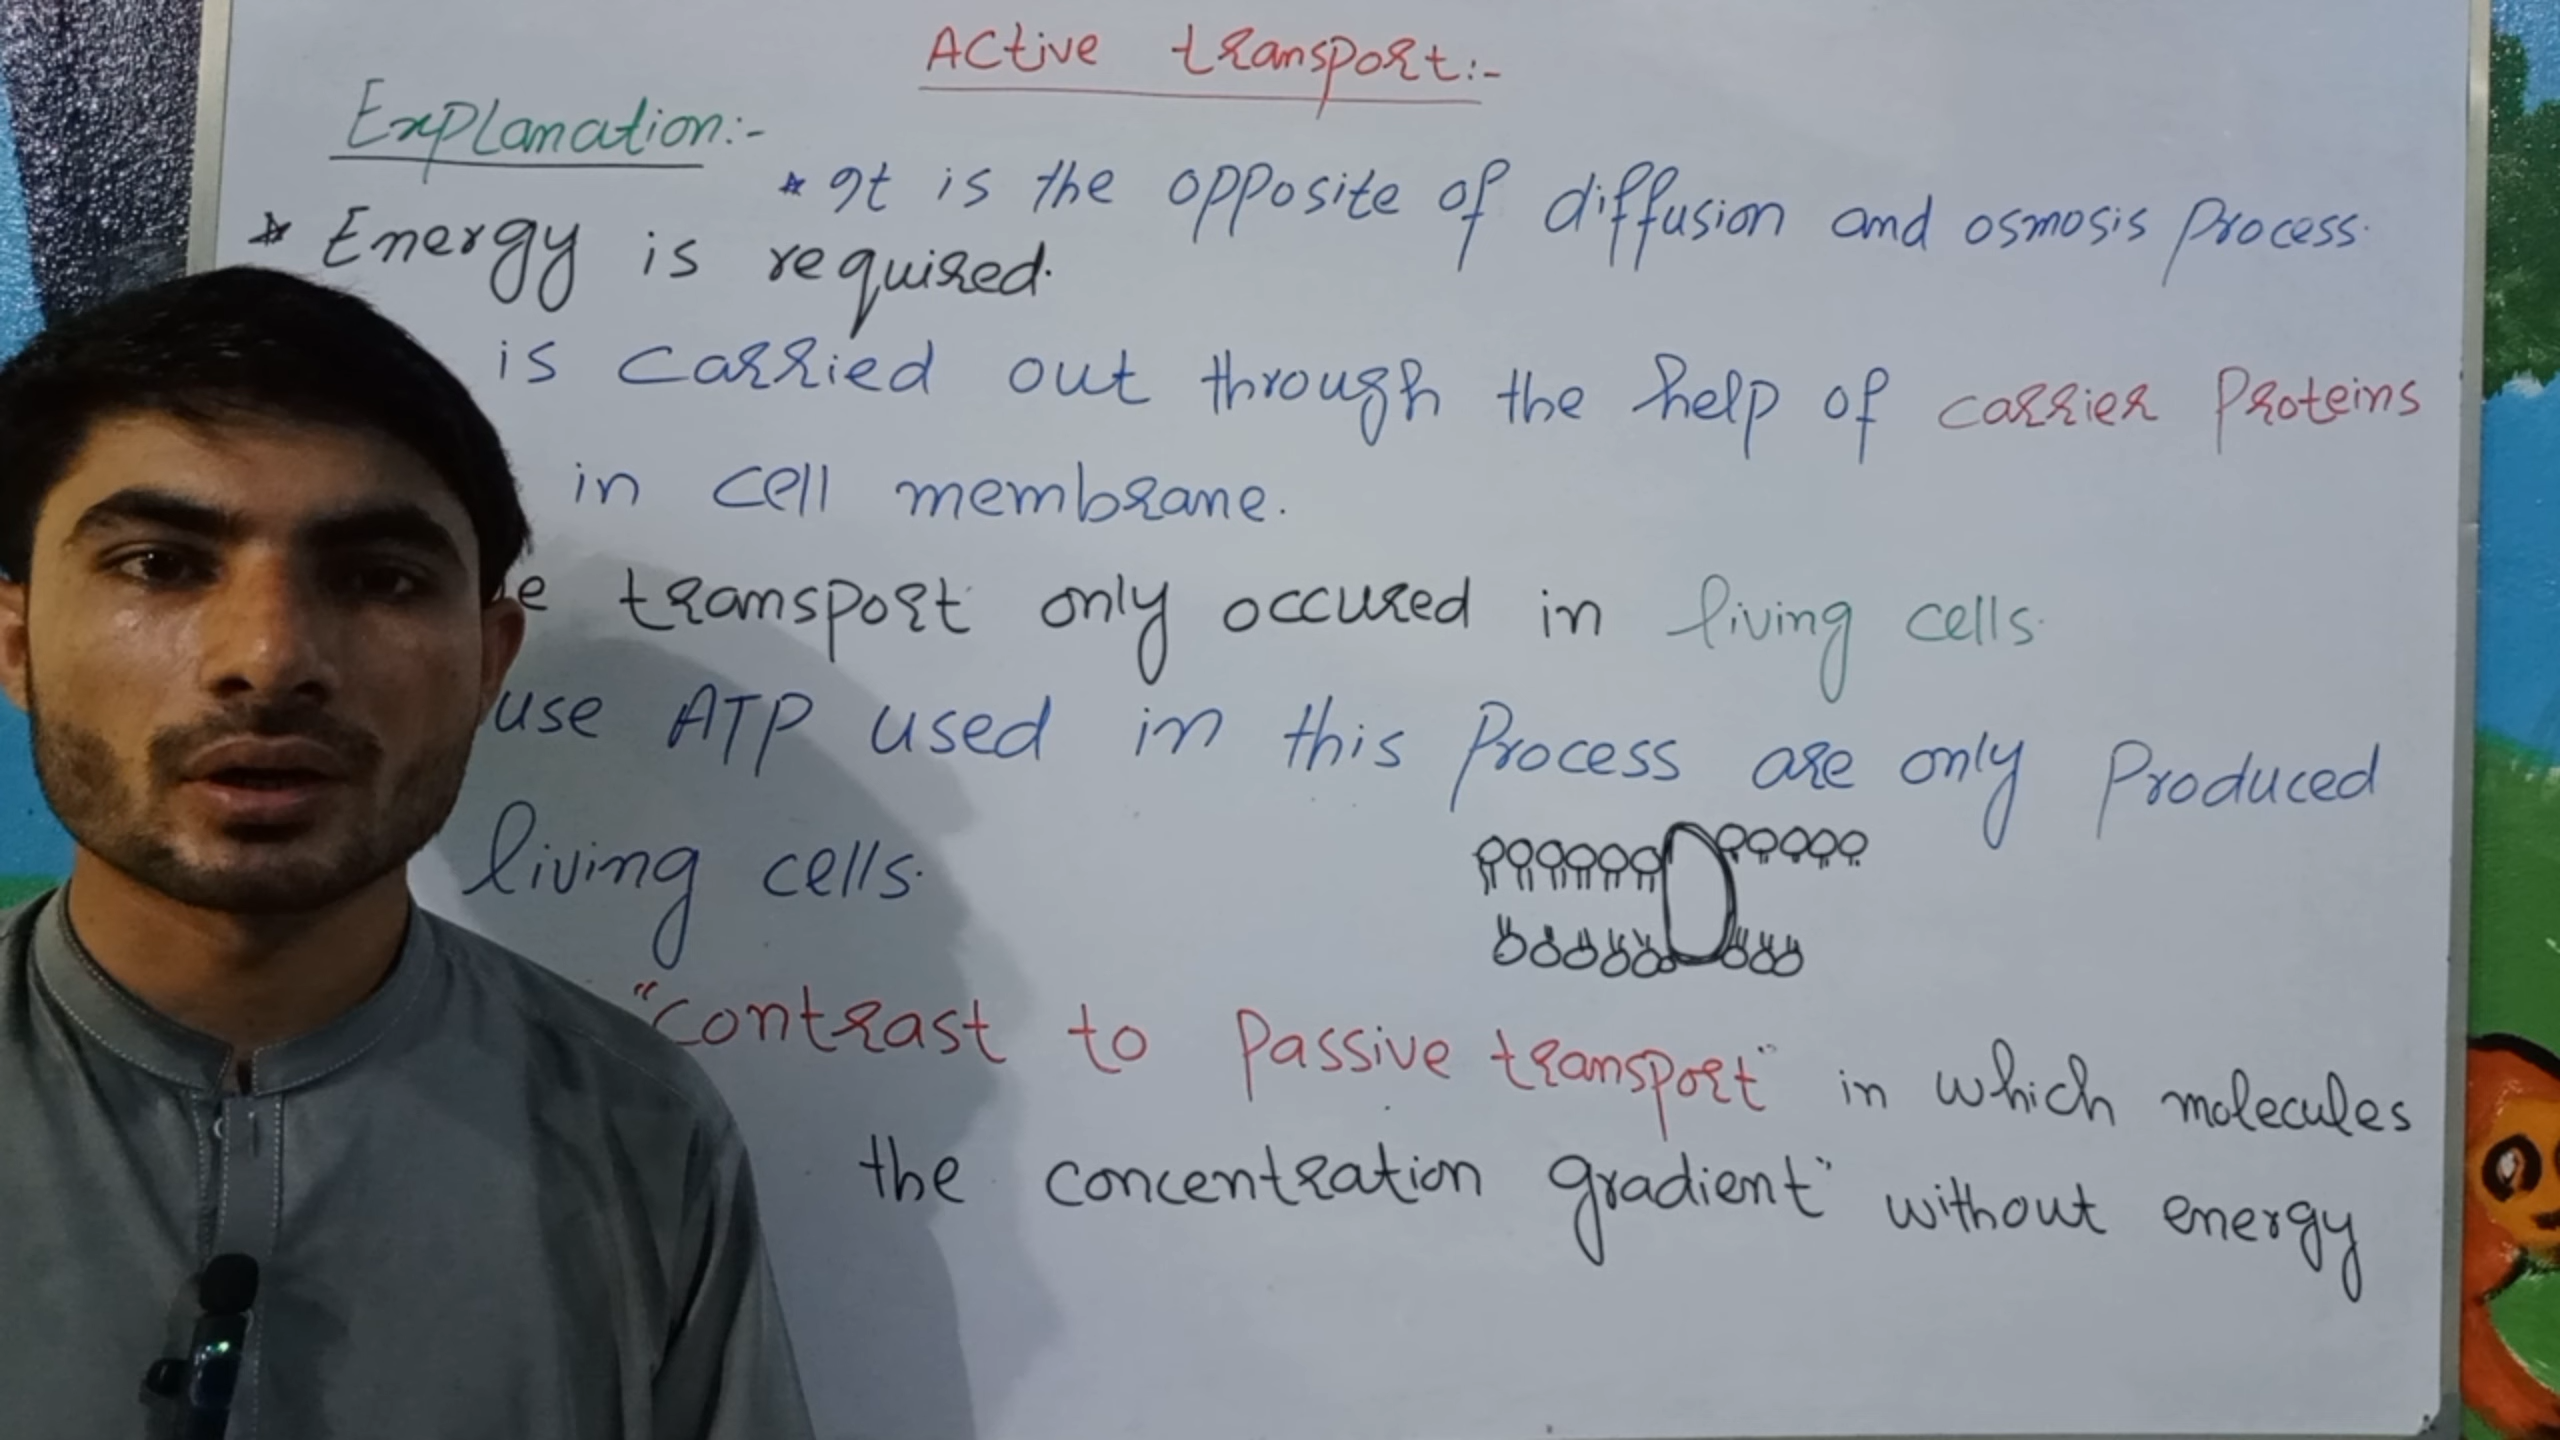 Active transport:-
Explanation:-
* It is the opposite of diffusion and osmosis process.
* Energy is required.
is carried out through the help of carrier proteins
in cell membrane.
e transport only occured in living cells.
use ATP used in this process are only produced
living cells.
"contrast to passive transport" in which molecules
the concentration gradient" without energy